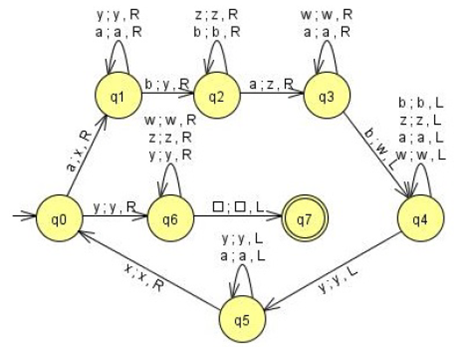 y ; y , R
a ; a , R
z ; z , R
b ; b , R
w ; w , R
a ; a , R
q1
b ; y , R
q2
a ; z , R
q3
a ; x , R
w ; w , R
z ; z , R
y ; y , R
b ; w , L
b ; b , L
z ; z , L
a ; a , L
w ; w , L
q0
y ; y , R
q6
□ ; □ , L
q7
q4
x ; x , R
y ; y , L
a ; a , L
y ; y , L
q5